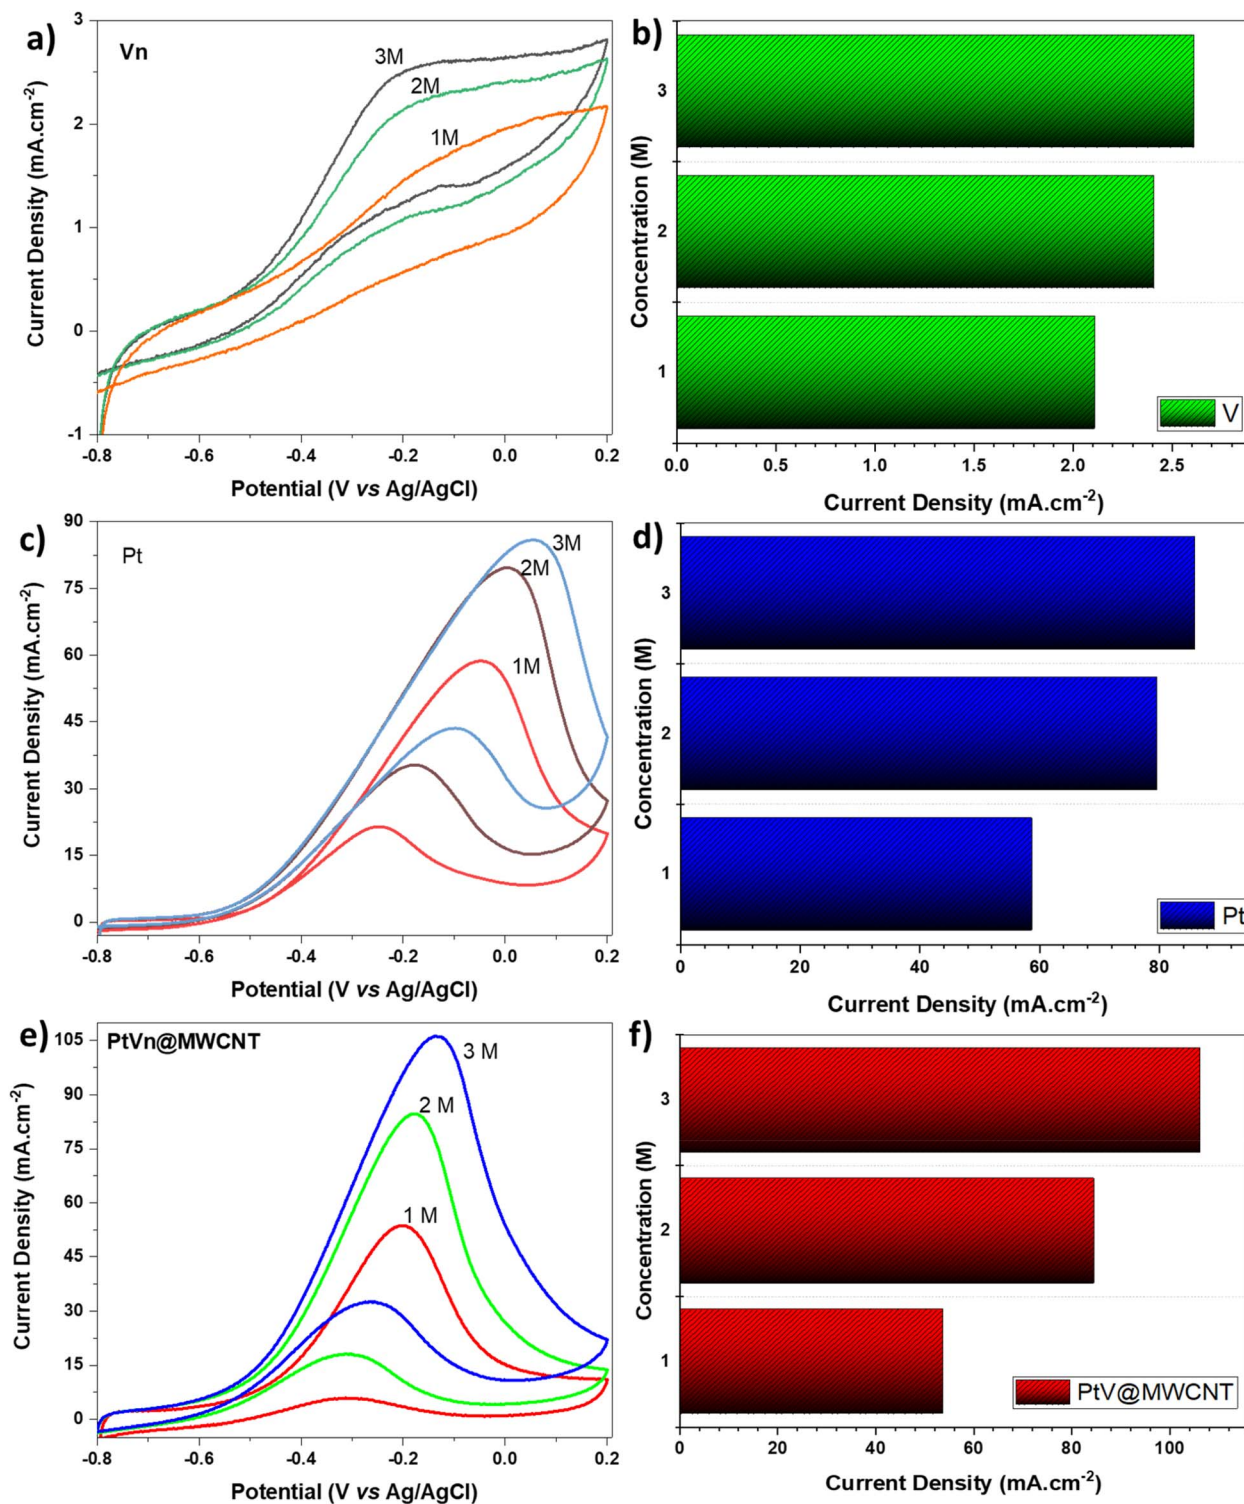 a)
Vn
3M
2M
1M
3
2
1
0
-1
Current Density (mA.cm-2)
-0.8
-0.6
-0.4
-0.2
0.0
0.2
Potential (V vs Ag/AgCl)
b)
Concentration (M)
3
2
1
V
0.0
0.5
1.0
1.5
2.0
2.5
Current Density (mA.cm-2)
c)
Pt
3M
2M
1M
90
75
60
45
30
15
0
Current Density (mA.cm-2)
-0.8
-0.6
-0.4
-0.2
0.0
0.2
Potential (V vs Ag/AgCl)
d)
Concentration (M)
3
2
1
Pt
0
20
40
60
80
Current Density (mA.cm-2)
e)
PtVn@MWCNT
3 M
2 M
1 M
105
90
75
60
45
30
15
0
Current Density (mA.cm-2)
-0.8
-0.6
-0.4
-0.2
0.0
0.2
Potential (V vs Ag/AgCl)
f)
Concentration (M)
3
2
1
PtV@MWCNT
0
20
40
60
80
100
Current Density (mA.cm-2)